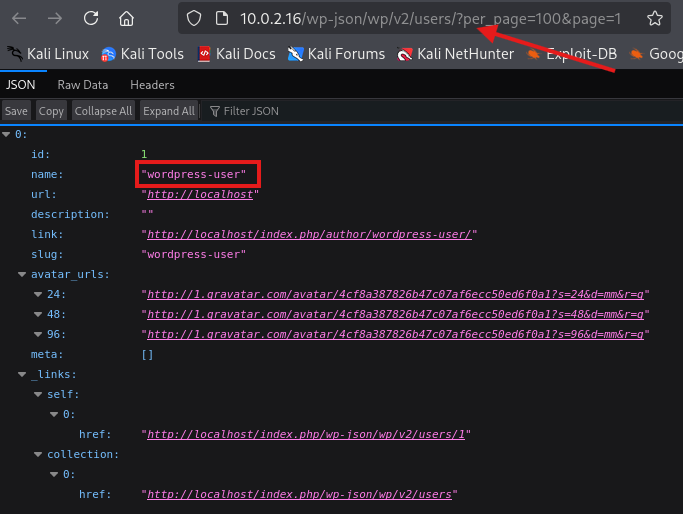 10.0.2.16/wp-json/wp/v2/users/?per_page=100&page=1
Kali Linux Kali Tools Kali Docs Kali Forums Kali NetHunter Exploit-DB Goog
JSON Raw Data Headers
Save Copy Collapse All Expand All Filter JSON
0:
id: 1
name: "wordpress-user"
url: "http://localhost"
description: ""
link: "http://localhost/index.php/author/wordpress-user/"
slug: "wordpress-user"
avatar_urls:
24: "http://1.gravatar.com/avatar/4cf8a387826b47c07af6ecc50ed6f0a1?s=24&d=mm&r=g"
48: "http://1.gravatar.com/avatar/4cf8a387826b47c07af6ecc50ed6f0a1?s=48&d=mm&r=g"
96: "http://1.gravatar.com/avatar/4cf8a387826b47c07af6ecc50ed6f0a1?s=96&d=mm&r=g"
meta: []
_links:
self:
0:
href: "http://localhost/index.php/wp-json/wp/v2/users/1"
collection:
0:
href: "http://localhost/index.php/wp-json/wp/v2/users"